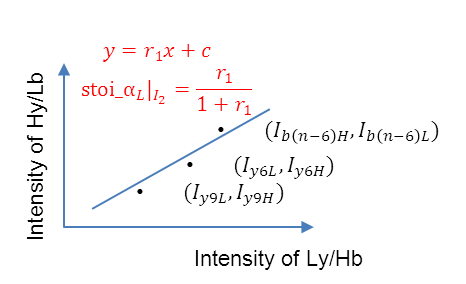 y = r₁x + c
stoi_α_L|_{I₂} = r₁/(1 + r₁)
Intensity of Hy/Lb
(I_{b(n−6)H}, I_{b(n−6)L})
(I_{y6L}, I_{y6H})
(I_{y9L}, I_{y9H})
Intensity of Ly/Hb